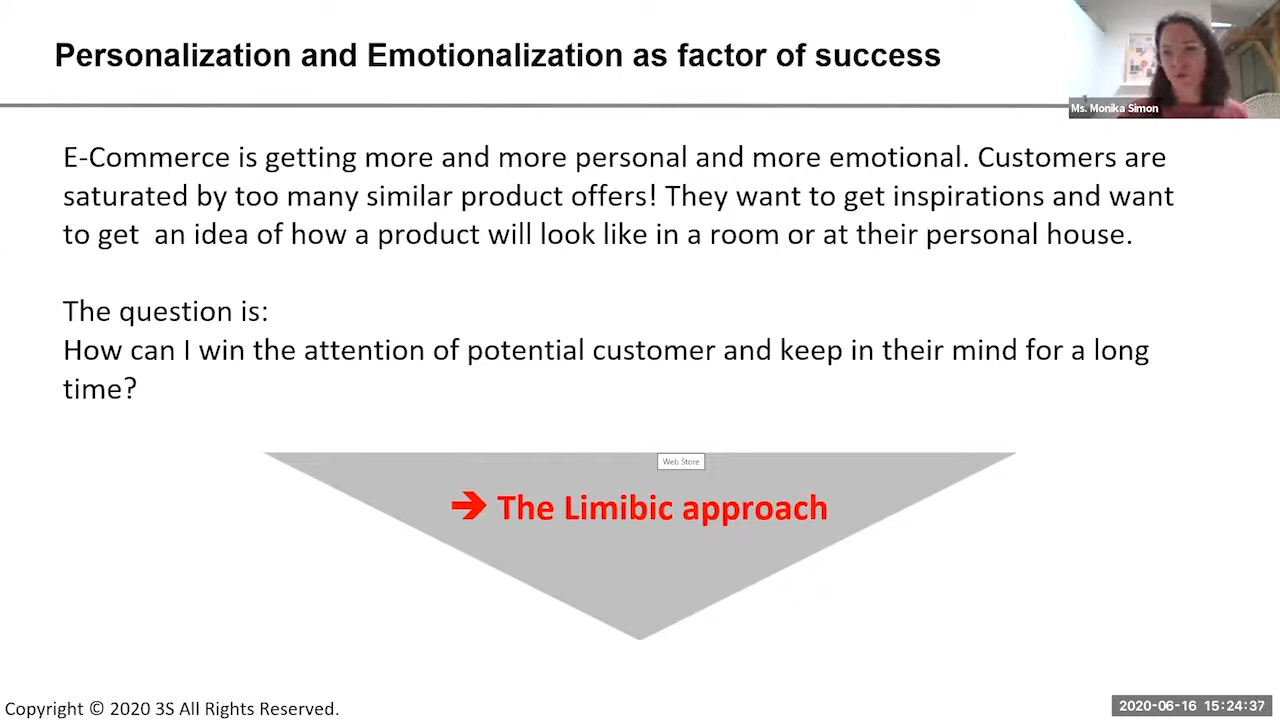 Personalization and Emotionalization as factor of success
Ms. Monika Simon
E-Commerce is getting more and more personal and more emotional. Customers are
saturated by too many similar product offers! They want to get inspirations and want
to get  an idea of how a product will look like in a room or at their personal house.
The question is:
How can I win the attention of potential customer and keep in their mind for a long
time?
Web Store
➔ The Limibic approach
Copyright © 2020 3S All Rights Reserved.
2020-06-16 15:24:37